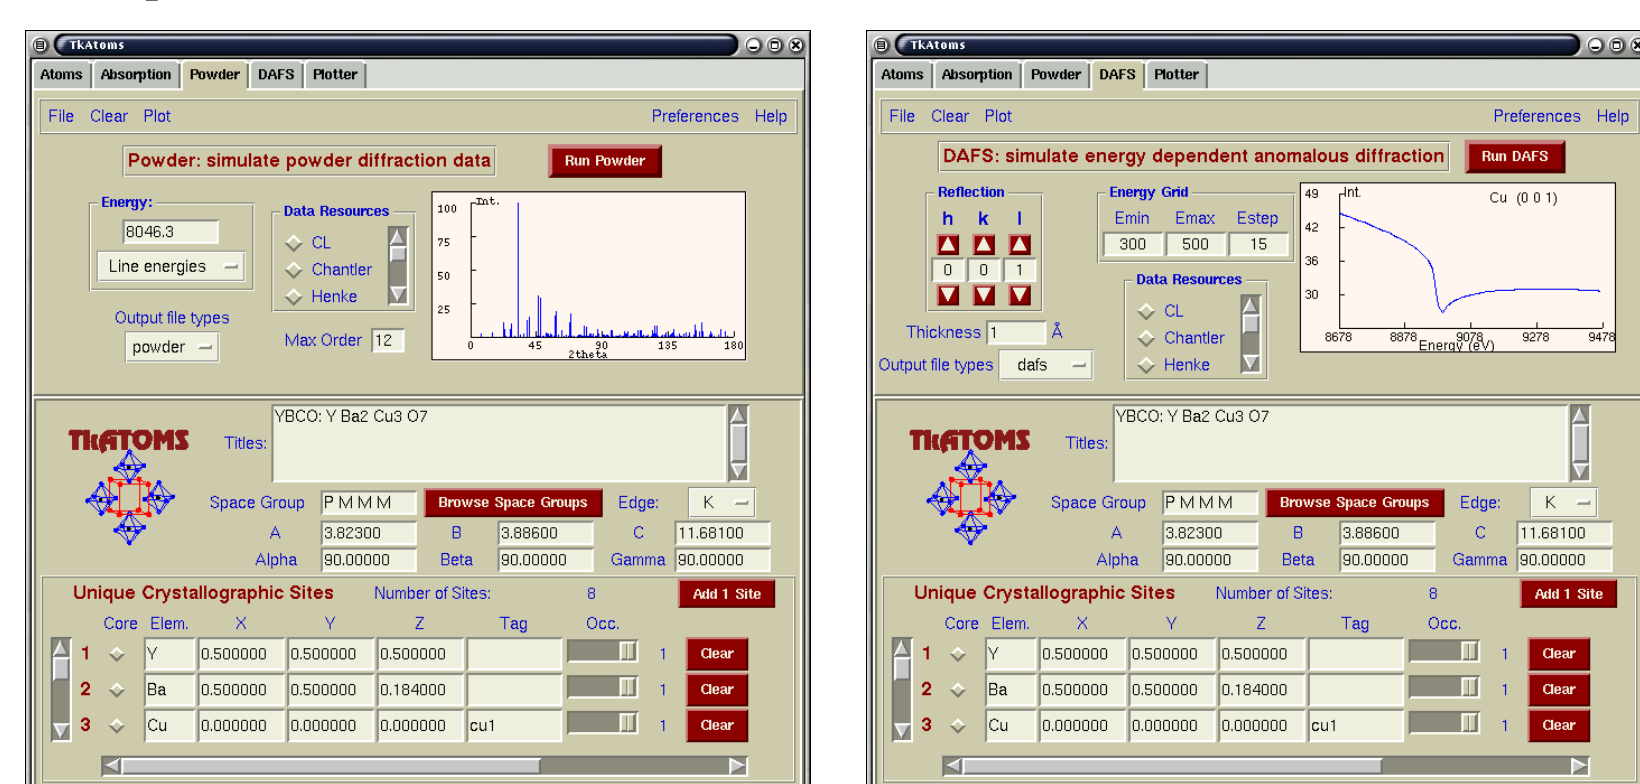 TkAtoms
Atoms Absorption Powder DAFS Plotter
File Clear Plot Preferences Help
Powder: simulate powder diffraction data Run Powder
Energy:
8046.3
Line energies
Output file types
powder
Data Resources
CL
Chantler
Henke
Max Order 12
Int.
100
75
50
25
0 45 90 135 180
2theta
TkATOMS
Titles: YBCO: Y Ba2 Cu3 O7
Space Group P M M M Browse Space Groups Edge: K
A 3.82300 B 3.88600 C 11.68100
Alpha 90.00000 Beta 90.00000 Gamma 90.00000
Unique Crystallographic Sites Number of Sites: 8 Add 1 Site
Core Elem. X Y Z Tag Occ.
1 Y 0.500000 0.500000 0.500000 1 Clear
2 Ba 0.500000 0.500000 0.184000 1 Clear
3 Cu 0.000000 0.000000 0.000000 cu1 1 Clear
TkAtoms
Atoms Absorption Powder DAFS Plotter
File Clear Plot Preferences Help
DAFS: simulate energy dependent anomalous diffraction Run DAFS
Reflection
h k l
0 0 1
Thickness 1 Å
Output file types dafs
Energy Grid
Emin Emax Estep
300 500 15
Data Resources
CL
Chantler
Henke
Int.
Cu (0 0 1)
49
42
36
30
8678 8878 9078 9278 9478
Energy (eV)
TkATOMS
Titles: YBCO: Y Ba2 Cu3 O7
Space Group P M M M Browse Space Groups Edge: K
A 3.82300 B 3.88600 C 11.68100
Alpha 90.00000 Beta 90.00000 Gamma 90.00000
Unique Crystallographic Sites Number of Sites: 8 Add 1 Site
Core Elem. X Y Z Tag Occ.
1 Y 0.500000 0.500000 0.500000 1 Clear
2 Ba 0.500000 0.500000 0.184000 1 Clear
3 Cu 0.000000 0.000000 0.000000 cu1 1 Clear